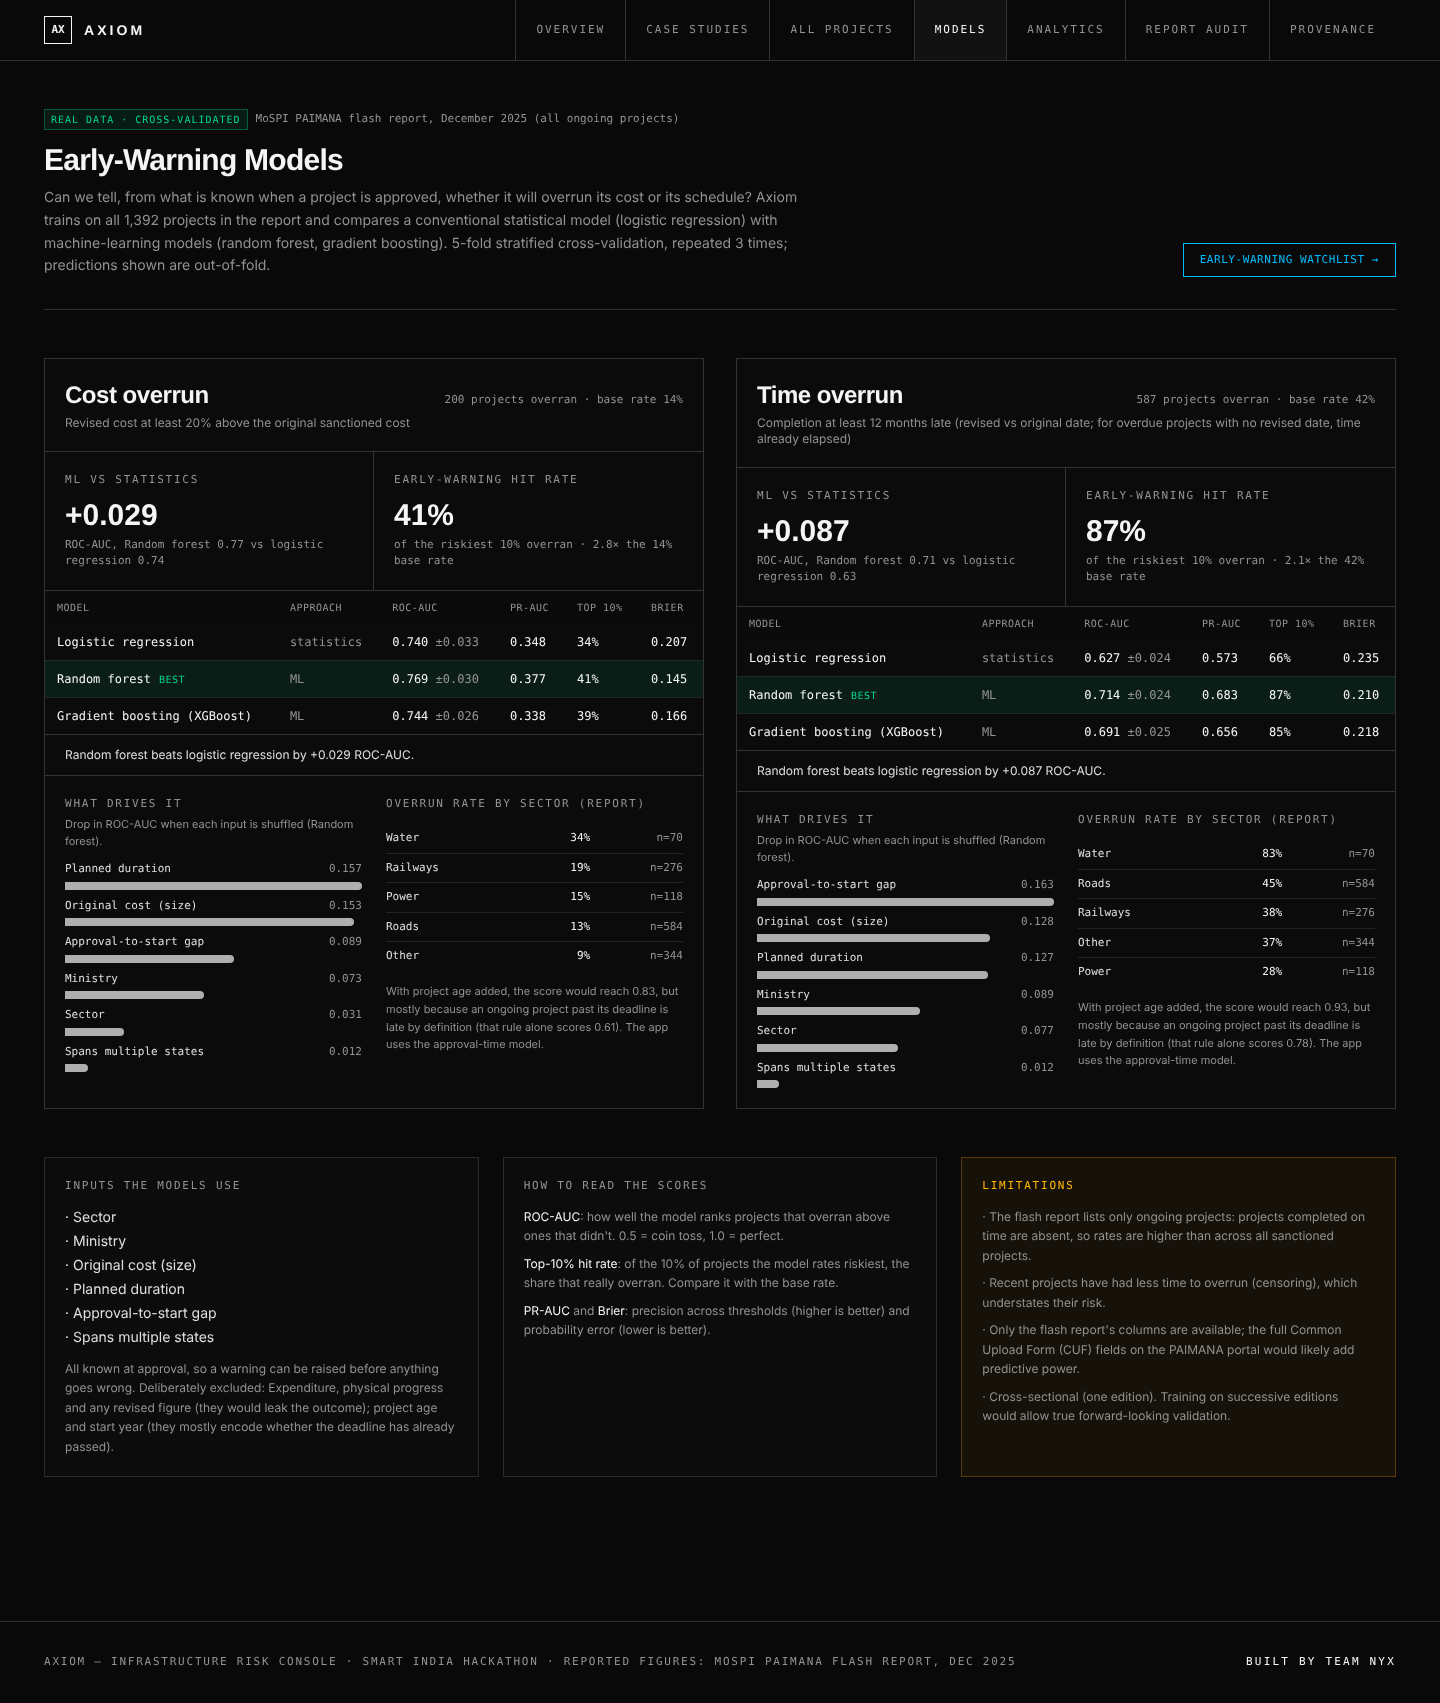 AX AXIOM
OVERVIEW
CASE STUDIES
ALL PROJECTS
MODELS
ANALYTICS
REPORT AUDIT
PROVENANCE
REAL DATA · CROSS-VALIDATED MoSPI PAIMANA flash report, December 2025 (all ongoing projects)
Early-Warning Models
Can we tell, from what is known when a project is approved, whether it will overrun its cost or its schedule? Axiom
trains on all 1,392 projects in the report and compares a conventional statistical model (logistic regression) with
machine-learning models (random forest, gradient boosting). 5-fold stratified cross-validation, repeated 3 times;
predictions shown are out-of-fold.
EARLY-WARNING WATCHLIST →
Cost overrun
200 projects overran · base rate 14%
Revised cost at least 20% above the original sanctioned cost
ML VS STATISTICS
+0.029
ROC-AUC, Random forest 0.77 vs logistic
regression 0.74
EARLY-WARNING HIT RATE
41%
of the riskiest 10% overran · 2.8× the 14%
base rate
MODEL APPROACH ROC-AUC PR-AUC TOP 10% BRIER
Logistic regression statistics 0.740 ±0.033 0.348 34% 0.207
Random forest BEST ML 0.769 ±0.030 0.377 41% 0.145
Gradient boosting (XGBoost) ML 0.744 ±0.026 0.338 39% 0.166
Random forest beats logistic regression by +0.029 ROC-AUC.
WHAT DRIVES IT
Drop in ROC-AUC when each input is shuffled (Random
forest).
Planned duration 0.157
Original cost (size) 0.153
Approval-to-start gap 0.089
Ministry 0.073
Sector 0.031
Spans multiple states 0.012
OVERRUN RATE BY SECTOR (REPORT)
Water 34% n=70
Railways 19% n=276
Power 15% n=118
Roads 13% n=584
Other 9% n=344
With project age added, the score would reach 0.83, but
mostly because an ongoing project past its deadline is
late by definition (that rule alone scores 0.61). The app
uses the approval-time model.
Time overrun
587 projects overran · base rate 42%
Completion at least 12 months late (revised vs original date; for overdue projects with no revised date, time
already elapsed)
ML VS STATISTICS
+0.087
ROC-AUC, Random forest 0.71 vs logistic
regression 0.63
EARLY-WARNING HIT RATE
87%
of the riskiest 10% overran · 2.1× the 42%
base rate
MODEL APPROACH ROC-AUC PR-AUC TOP 10% BRIER
Logistic regression statistics 0.627 ±0.024 0.573 66% 0.235
Random forest BEST ML 0.714 ±0.024 0.683 87% 0.210
Gradient boosting (XGBoost) ML 0.691 ±0.025 0.656 85% 0.218
Random forest beats logistic regression by +0.087 ROC-AUC.
WHAT DRIVES IT
Drop in ROC-AUC when each input is shuffled (Random
forest).
Approval-to-start gap 0.163
Original cost (size) 0.128
Planned duration 0.127
Ministry 0.089
Sector 0.077
Spans multiple states 0.012
OVERRUN RATE BY SECTOR (REPORT)
Water 83% n=70
Roads 45% n=584
Railways 38% n=276
Other 37% n=344
Power 28% n=118
With project age added, the score would reach 0.93, but
mostly because an ongoing project past its deadline is
late by definition (that rule alone scores 0.78). The app
uses the approval-time model.
INPUTS THE MODELS USE
· Sector
· Ministry
· Original cost (size)
· Planned duration
· Approval-to-start gap
· Spans multiple states
All known at approval, so a warning can be raised before anything
goes wrong. Deliberately excluded: Expenditure, physical progress
and any revised figure (they would leak the outcome); project age
and start year (they mostly encode whether the deadline has already
passed).
HOW TO READ THE SCORES
ROC-AUC: how well the model ranks projects that overran above
ones that didn't. 0.5 = coin toss, 1.0 = perfect.
Top-10% hit rate: of the 10% of projects the model rates riskiest, the
share that really overran. Compare it with the base rate.
PR-AUC and Brier: precision across thresholds (higher is better) and
probability error (lower is better).
LIMITATIONS
· The flash report lists only ongoing projects: projects completed on
time are absent, so rates are higher than across all sanctioned
projects.
· Recent projects have had less time to overrun (censoring), which
understates their risk.
· Only the flash report's columns are available; the full Common
Upload Form (CUF) fields on the PAIMANA portal would likely add
predictive power.
· Cross-sectional (one edition). Training on successive editions
would allow true forward-looking validation.
AXIOM — INFRASTRUCTURE RISK CONSOLE · SMART INDIA HACKATHON · REPORTED FIGURES: MOSPI PAIMANA FLASH REPORT, DEC 2025
BUILT BY TEAM NYX